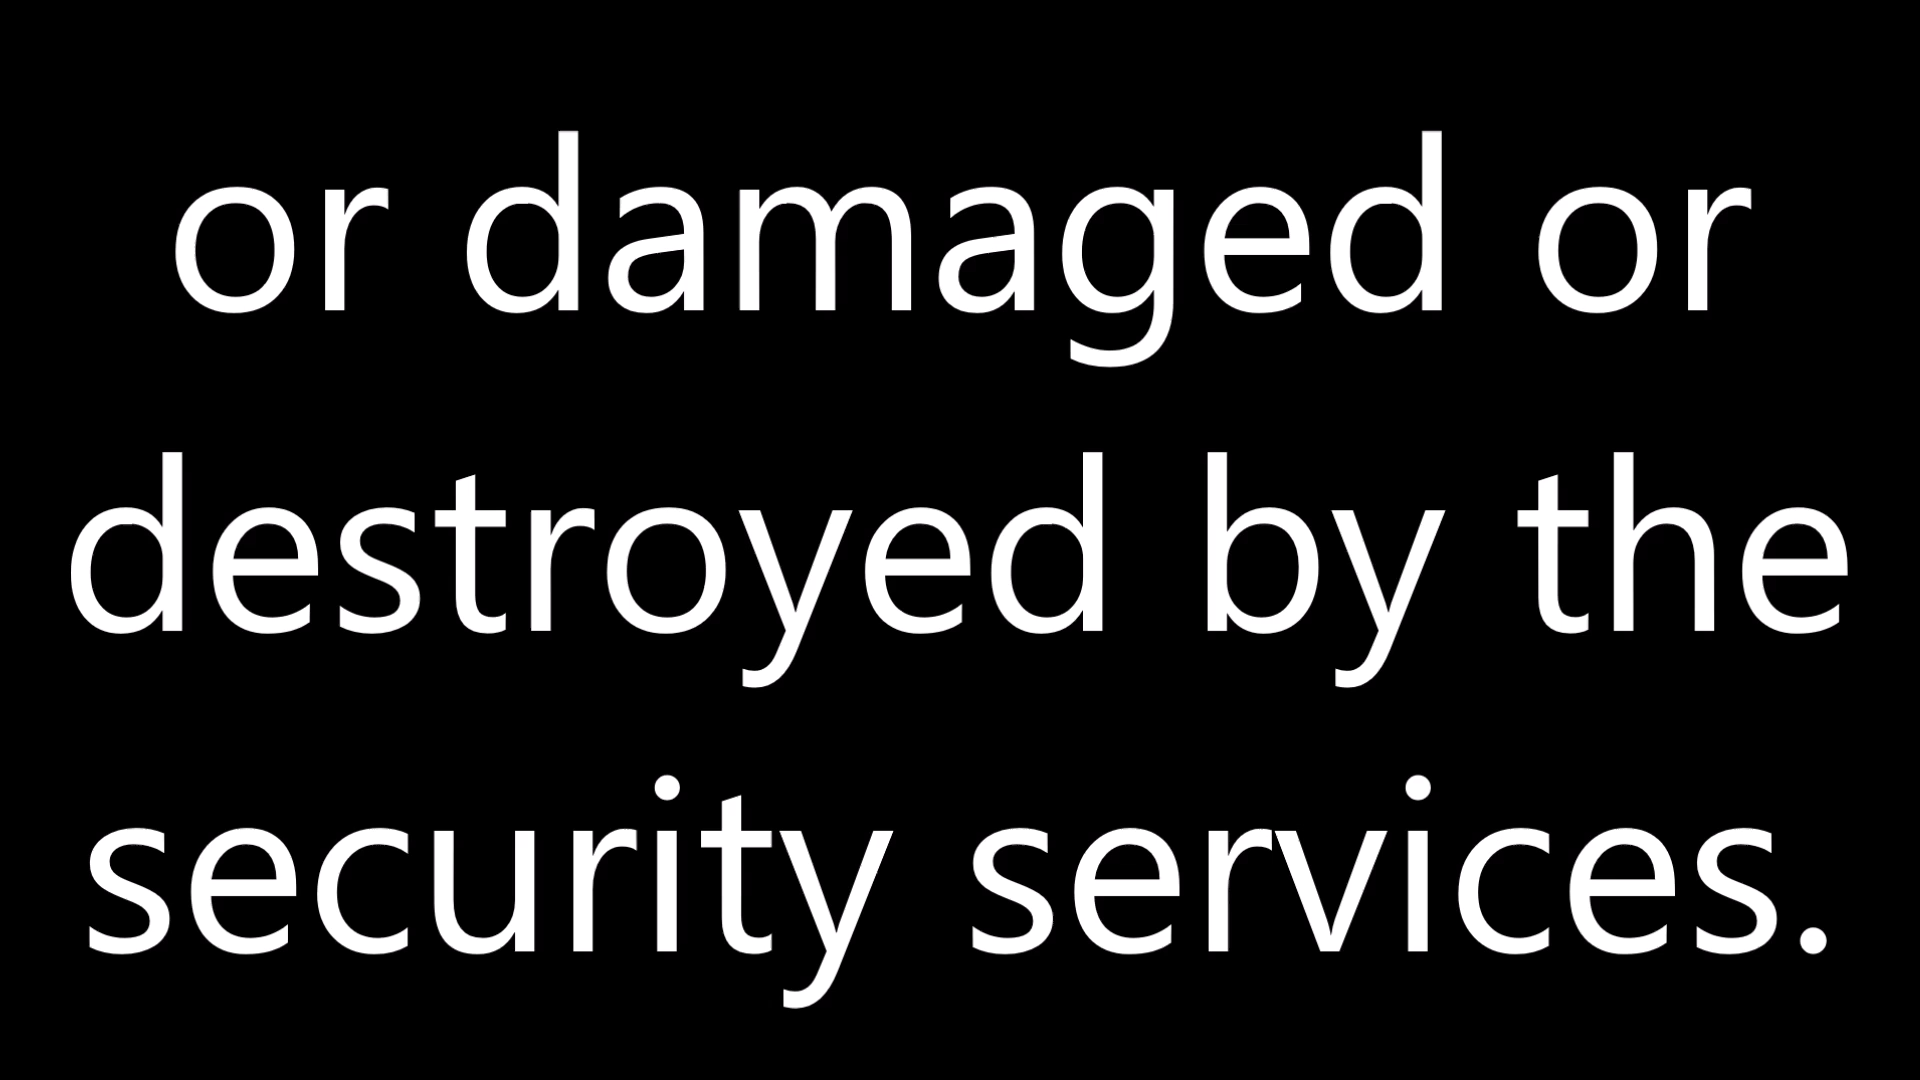 or damaged or
destroyed by the
security services.